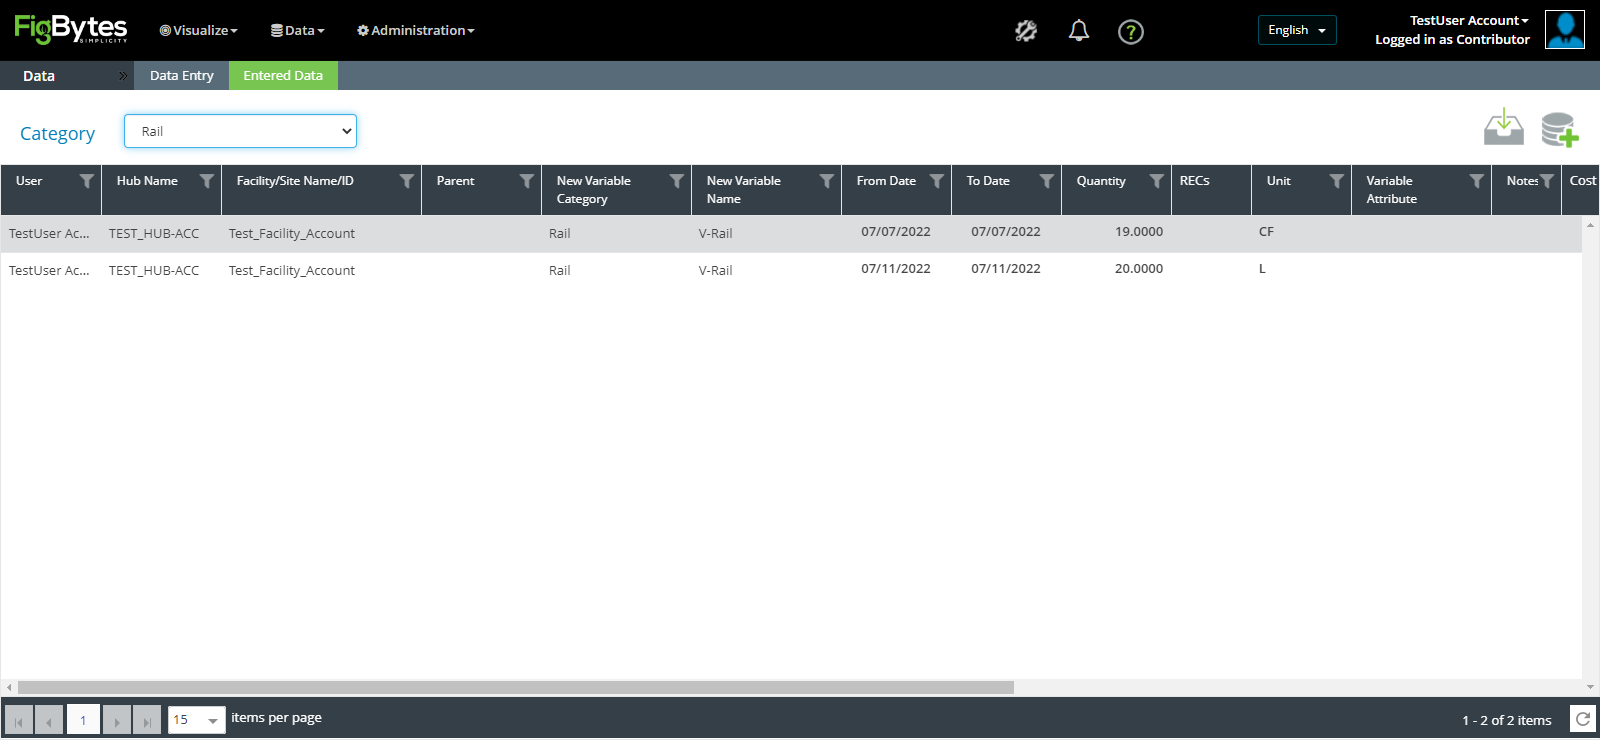 FigBytes
SIMPLICITY
Visualize
Data
Administration
?
English
TestUser Account
Logged in as Contributor
Data
Data Entry
Entered Data
Category
Rail
User
Hub Name
Facility/Site Name/ID
Parent
New Variable
Category
New Variable
Name
From Date
To Date
Quantity
RECs
Unit
Variable
Attribute
Notes
Cost
TestUser Ac... TEST_HUB-ACC Test_Facility_Account Rail V-Rail 07/07/2022 07/07/2022 19.0000 CF
TestUser Ac... TEST_HUB-ACC Test_Facility_Account Rail V-Rail 07/11/2022 07/11/2022 20.0000 L
1
15
items per page
1 - 2 of 2 items